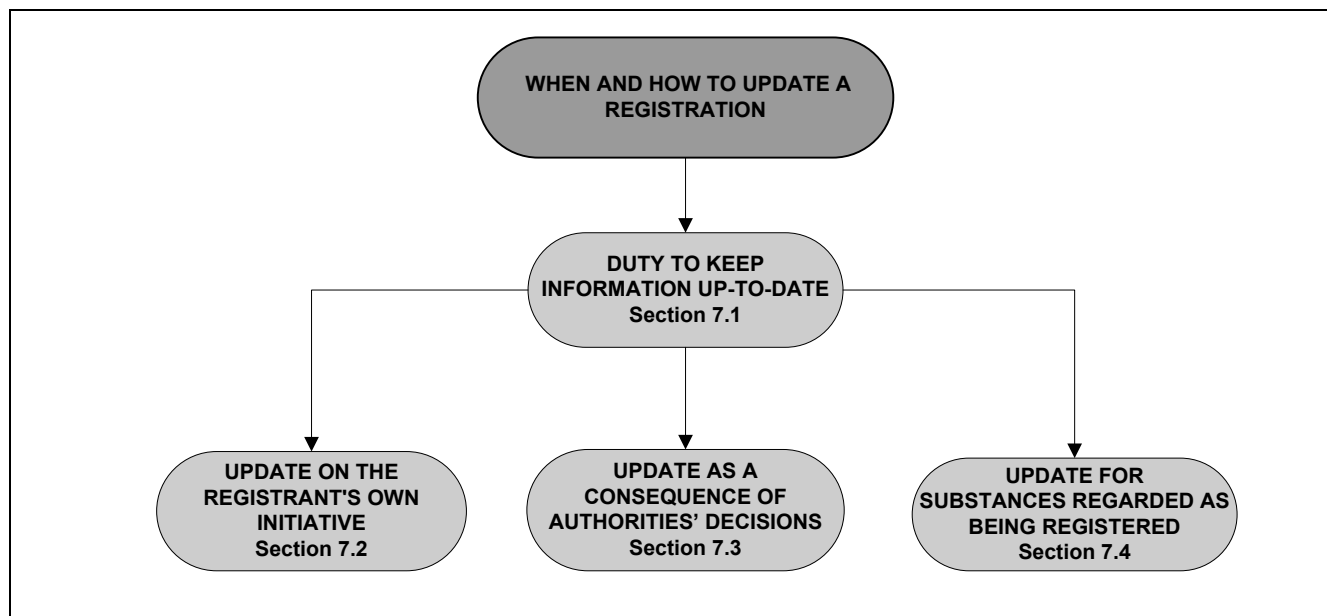 WHEN AND HOW TO UPDATE A
REGISTRATION
DUTY TO KEEP
INFORMATION UP-TO-DATE
Section 7.1
UPDATE ON THE
REGISTRANT'S OWN
INITIATIVE
Section 7.2
UPDATE AS A
CONSEQUENCE OF
AUTHORITIES’ DECISIONS
Section 7.3
UPDATE FOR
SUBSTANCES REGARDED AS
BEING REGISTERED
Section 7.4